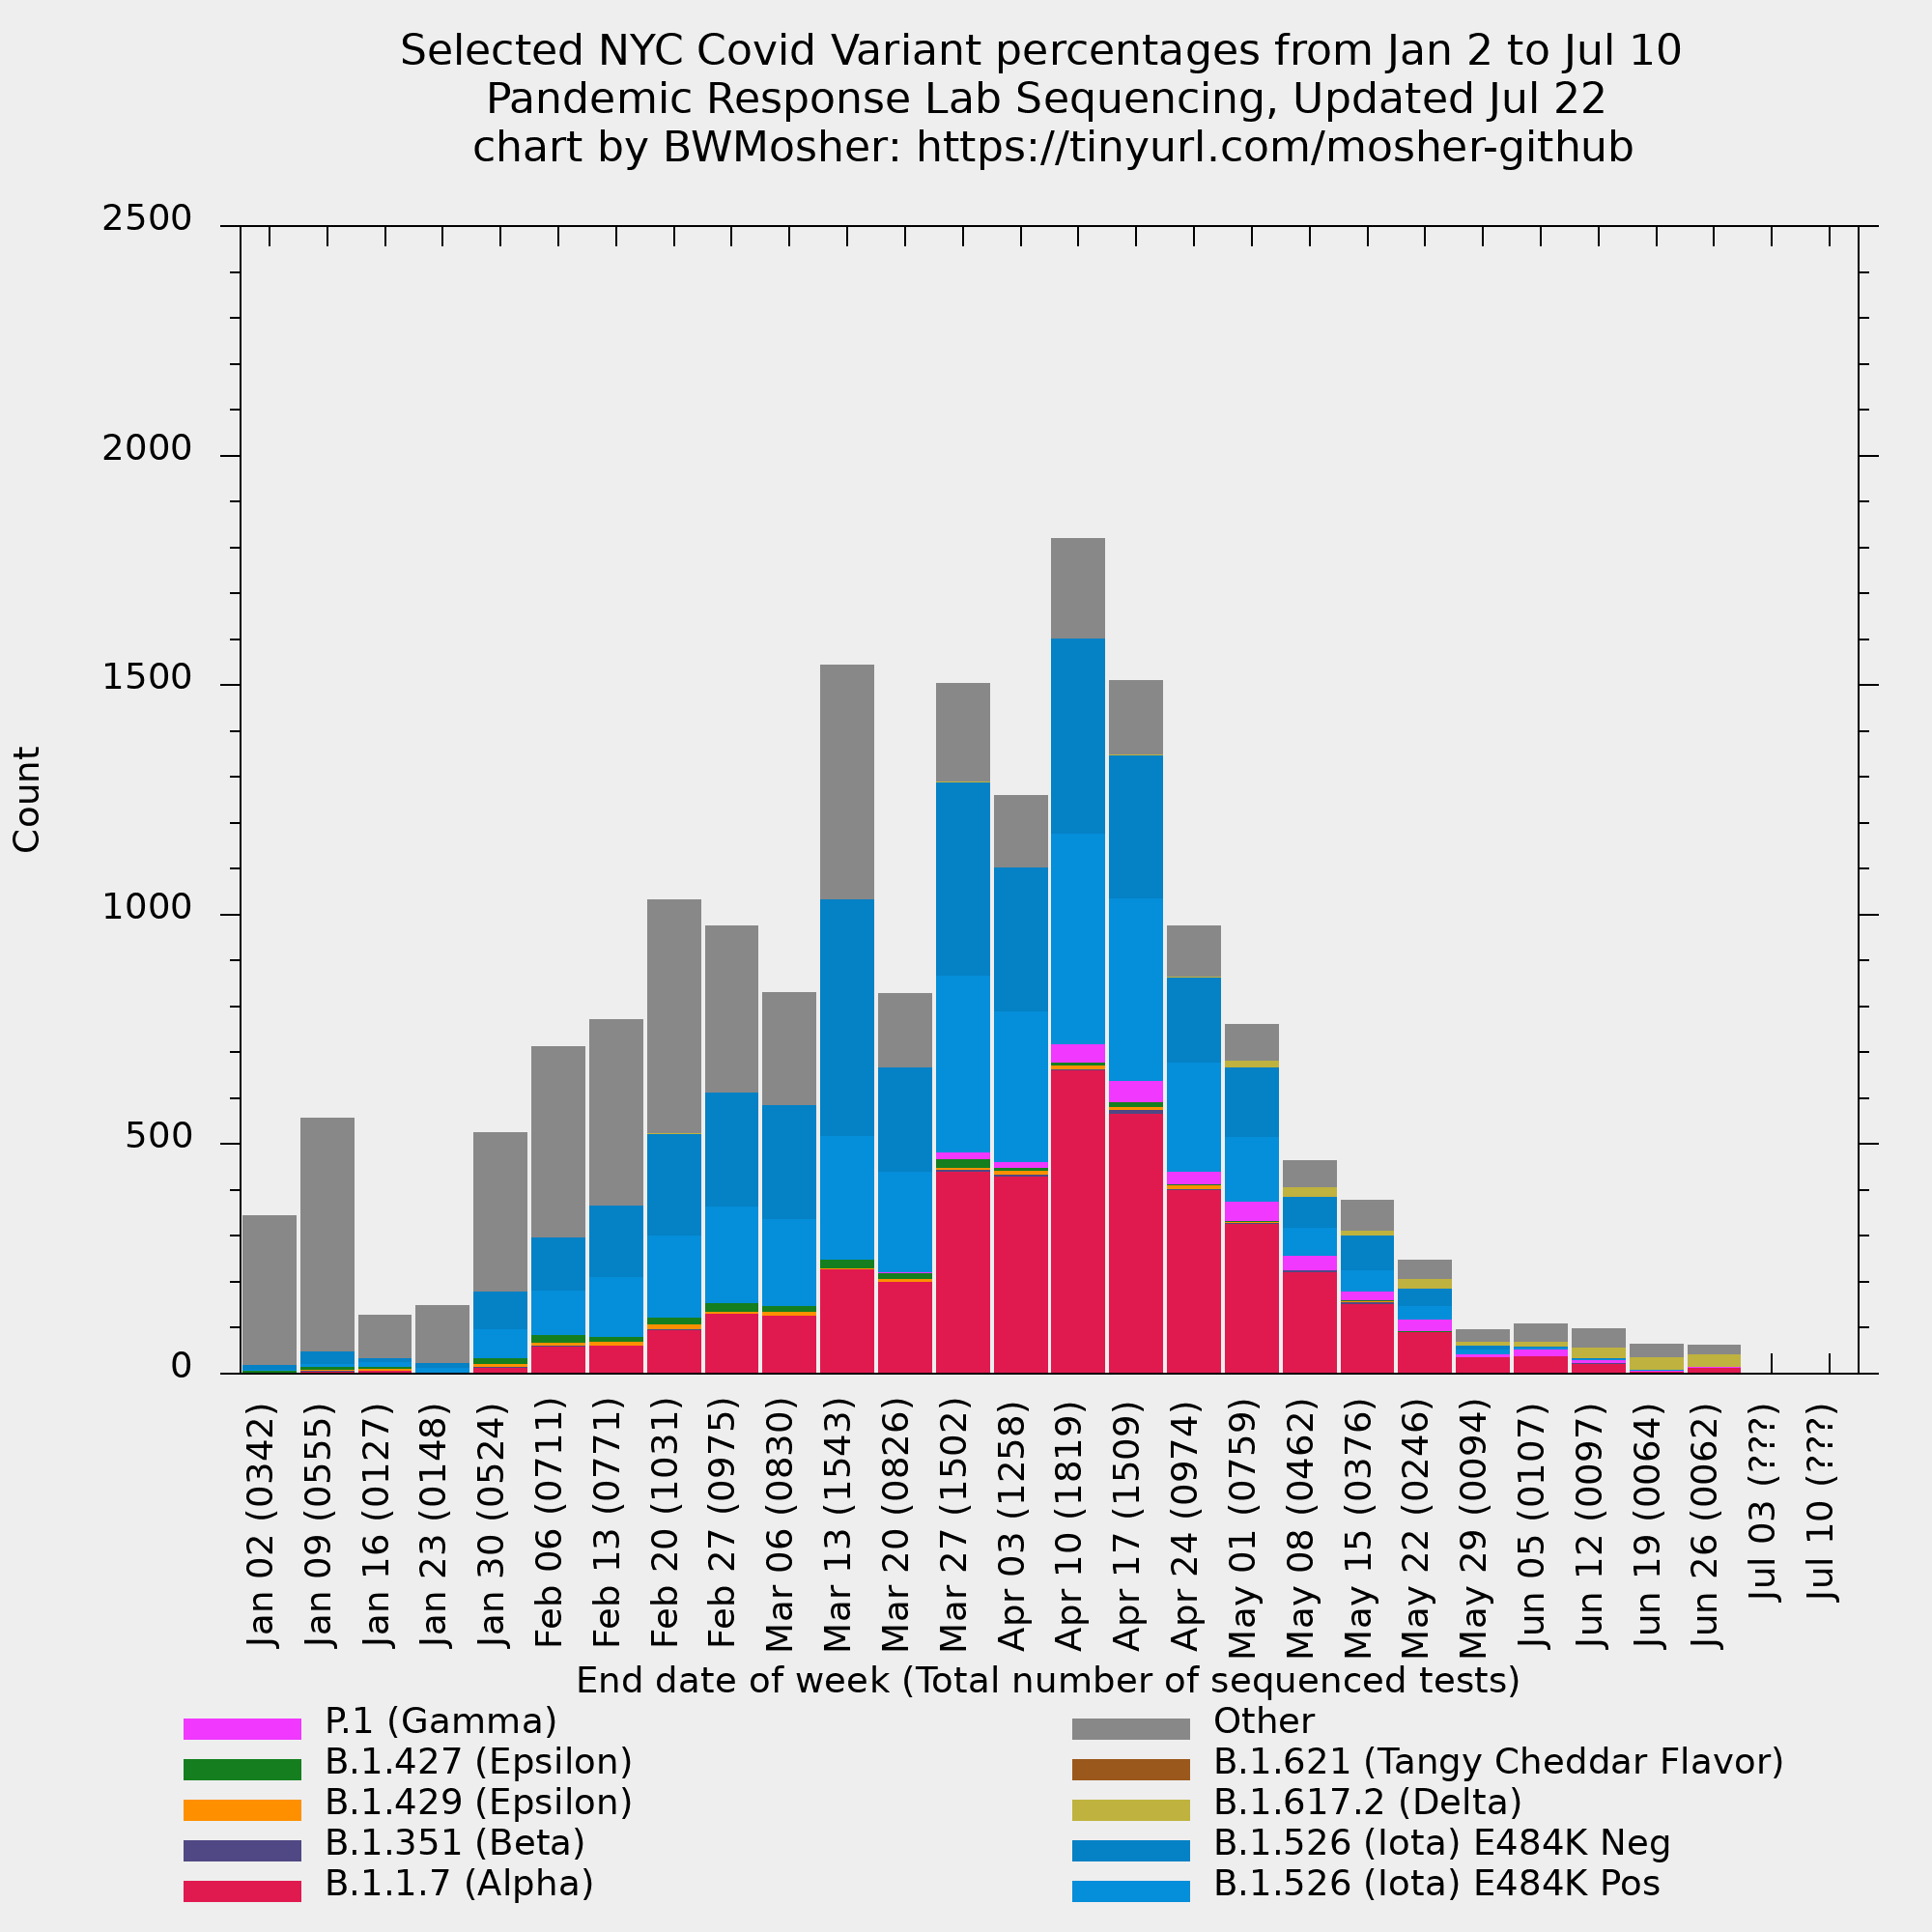 Selected NYC Covid Variant percentages from Jan 2 to Jul 10
Pandemic Response Lab Sequencing, Updated Jul 22
chart by BWMosher: https://tinyurl.com/mosher-github
2500
2000
1500
1000
500
0
Count
Jan 02 (0342)
Jan 09 (0555)
Jan 16 (0127)
Jan 23 (0148)
Jan 30 (0524)
Feb 06 (0711)
Feb 13 (0771)
Feb 20 (1031)
Feb 27 (0975)
Mar 06 (0830)
Mar 13 (1543)
Mar 20 (0826)
Mar 27 (1502)
Apr 03 (1258)
Apr 10 (1819)
Apr 17 (1509)
Apr 24 (0974)
May 01 (0759)
May 08 (0462)
May 15 (0376)
May 22 (0246)
May 29 (0094)
Jun 05 (0107)
Jun 12 (0097)
Jun 19 (0064)
Jun 26 (0062)
Jul 03 (???)
Jul 10 (???)
End date of week (Total number of sequenced tests)
P.1 (Gamma)
B.1.427 (Epsilon)
B.1.429 (Epsilon)
B.1.351 (Beta)
B.1.1.7 (Alpha)
Other
B.1.621 (Tangy Cheddar Flavor)
B.1.617.2 (Delta)
B.1.526 (Iota) E484K Neg
B.1.526 (Iota) E484K Pos